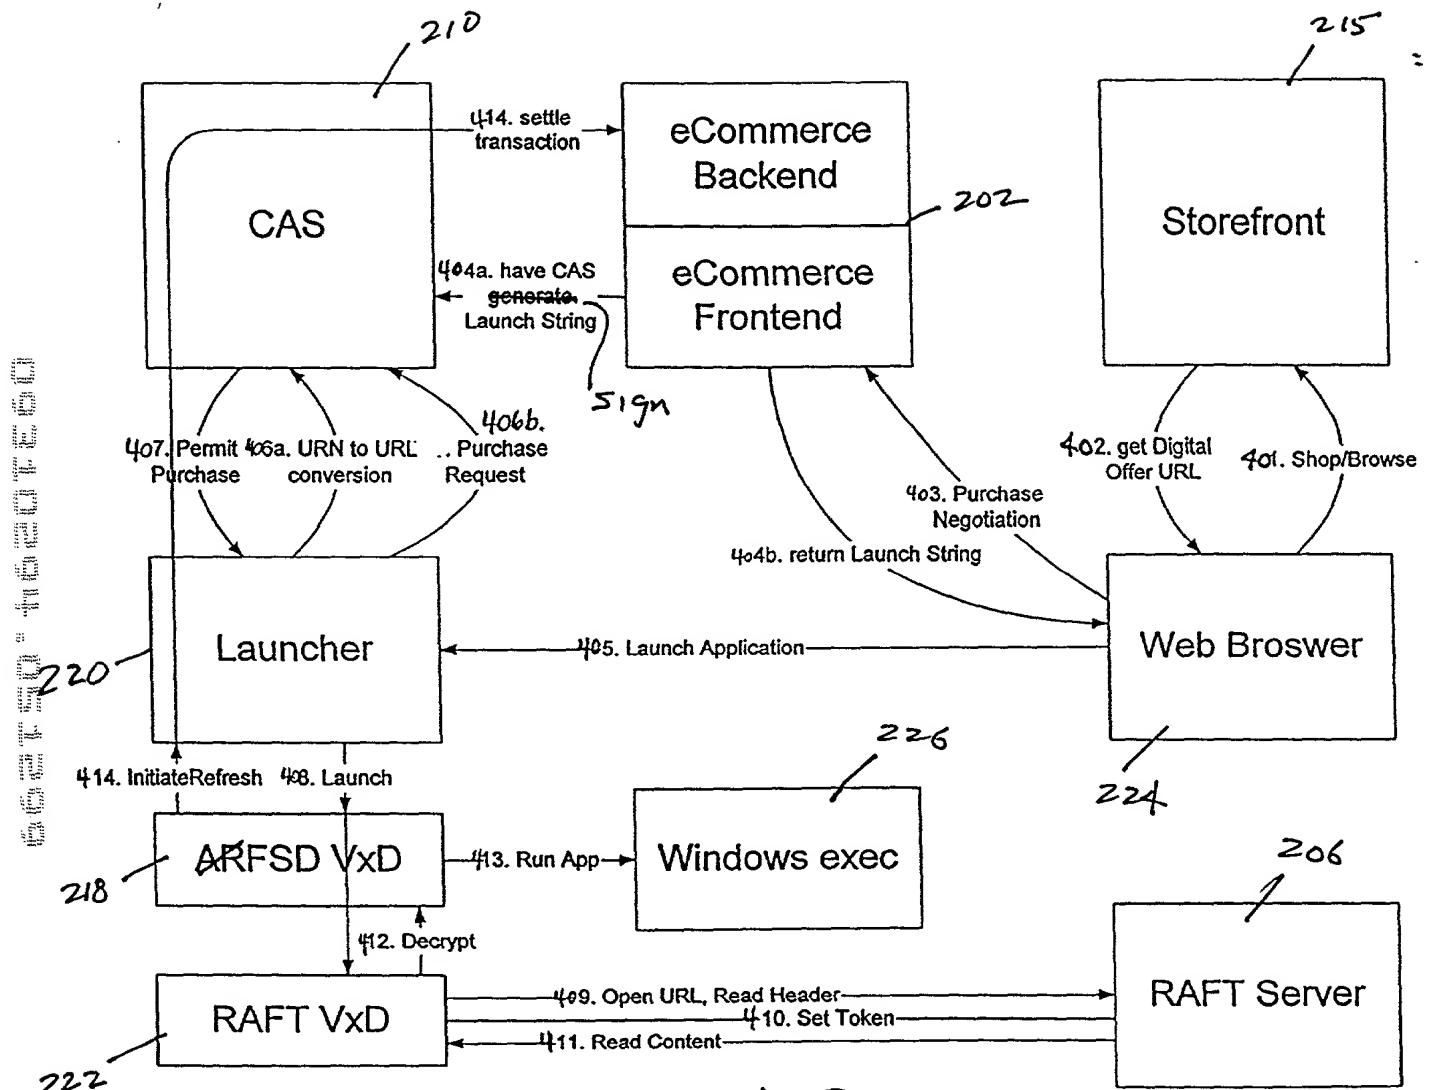 210
215
414. settle
transaction
eCommerce
Backend
202
CAS
Storefront
404a. have CAS
generate
Launch String
eCommerce
Frontend
sign
407. Permit
Purchase
406a. URN to URL
conversion
406b.
.. Purchase
Request
402. get Digital
Offer URL
401. Shop/Browse
403. Purchase
Negotiation
404b. return Launch String
Launcher
405. Launch Application
Web Broswer
220
226
224
414. InitiateRefresh
408. Launch
ARFSD VxD
413. Run App
Windows exec
206
218
412. Decrypt
RAFT VxD
409. Open URL, Read Header
410. Set Token
411. Read Content
RAFT Server
222